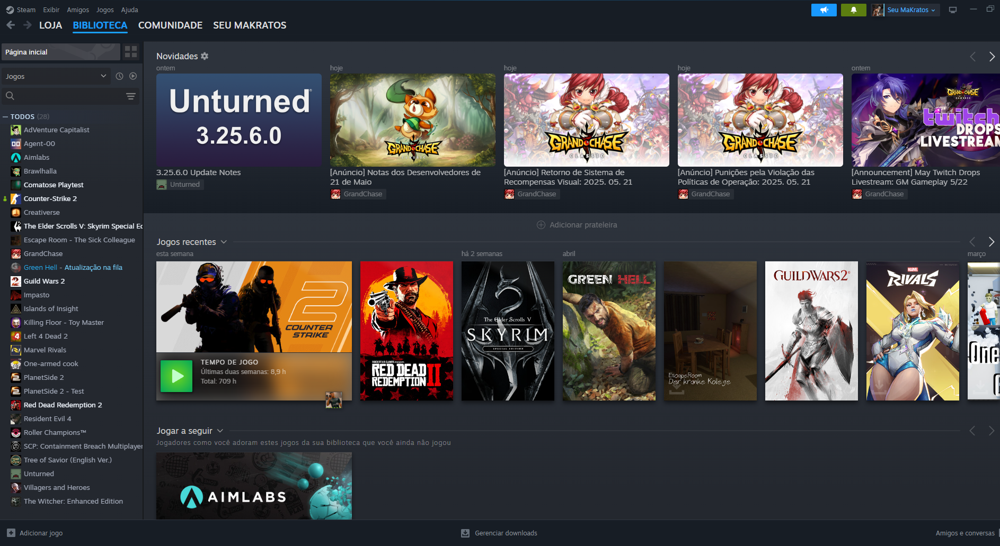 Steam Exibir Amigos Jogos Ajuda
Seu MaKratos
LOJA BIBLIOTECA COMUNIDADE SEU MAKRATOS
Página inicial
Jogos
TODOS (28)
AdVenture Capitalist
Agent-00
Aimlabs
Brawlhalla
Comatose Playtest
Counter-Strike 2
Creativerse
The Elder Scrolls V: Skyrim Special Ed
Escape Room - The Sick Colleague
GrandChase
Green Hell - Atualização na fila
Guild Wars 2
Impasto
Islands of Insight
Killing Floor - Toy Master
Left 4 Dead 2
Marvel Rivals
One-armed cook
PlanetSide 2
PlanetSide 2 - Test
Red Dead Redemption 2
Resident Evil 4
Roller Champions™
SCP: Containment Breach Multiplayer
Tree of Savior (English Ver.)
Unturned
Villagers and Heroes
The Witcher: Enhanced Edition
Novidades
ontem
Unturned
3.25.6.0
3.25.6.0 Update Notes
Unturned
hoje
GRANDCHASE
CLASSIC
[Anúncio] Notas dos Desenvolvedores de
21 de Maio
GrandChase
hoje
GRANDCHASE
CLASSIC
[Anúncio] Retorno de Sistema de
Recompensas Visual: 2025. 05. 21
GrandChase
hoje
GRANDCHASE
CLASSIC
[Anúncio] Punições pela Violação das
Políticas de Operação: 2025. 05. 21
GrandChase
ontem
GRANDCHASE
CLASSIC
twitch
DROPS
LIVESTREAM
[Announcement] May Twitch Drops
Livestream: GM Gameplay 5/22
GrandChase
Adicionar prateleira
Jogos recentes
esta semana
2
COUNTER
STRIKE
TEMPO DE JOGO
Últimas duas semanas: 8,9 h
Total: 709 h
ROCKSTAR GAMES PRESENTS
RED DEAD
REDEMPTION II
há 2 semanas
The Elder Scrolls V
SKYRIM
SPECIAL EDITION
abril
GREEN HELL
EscapeRoom
Der kranke Kollege
GUILD WARS 2
MARVEL
RIVALS
março
One
Jogar a seguir
Jogadores como você adoram estes jogos da sua biblioteca que você ainda não jogou
AIMLABS
Adicionar jogo
Gerenciar downloads
Amigos e conversas